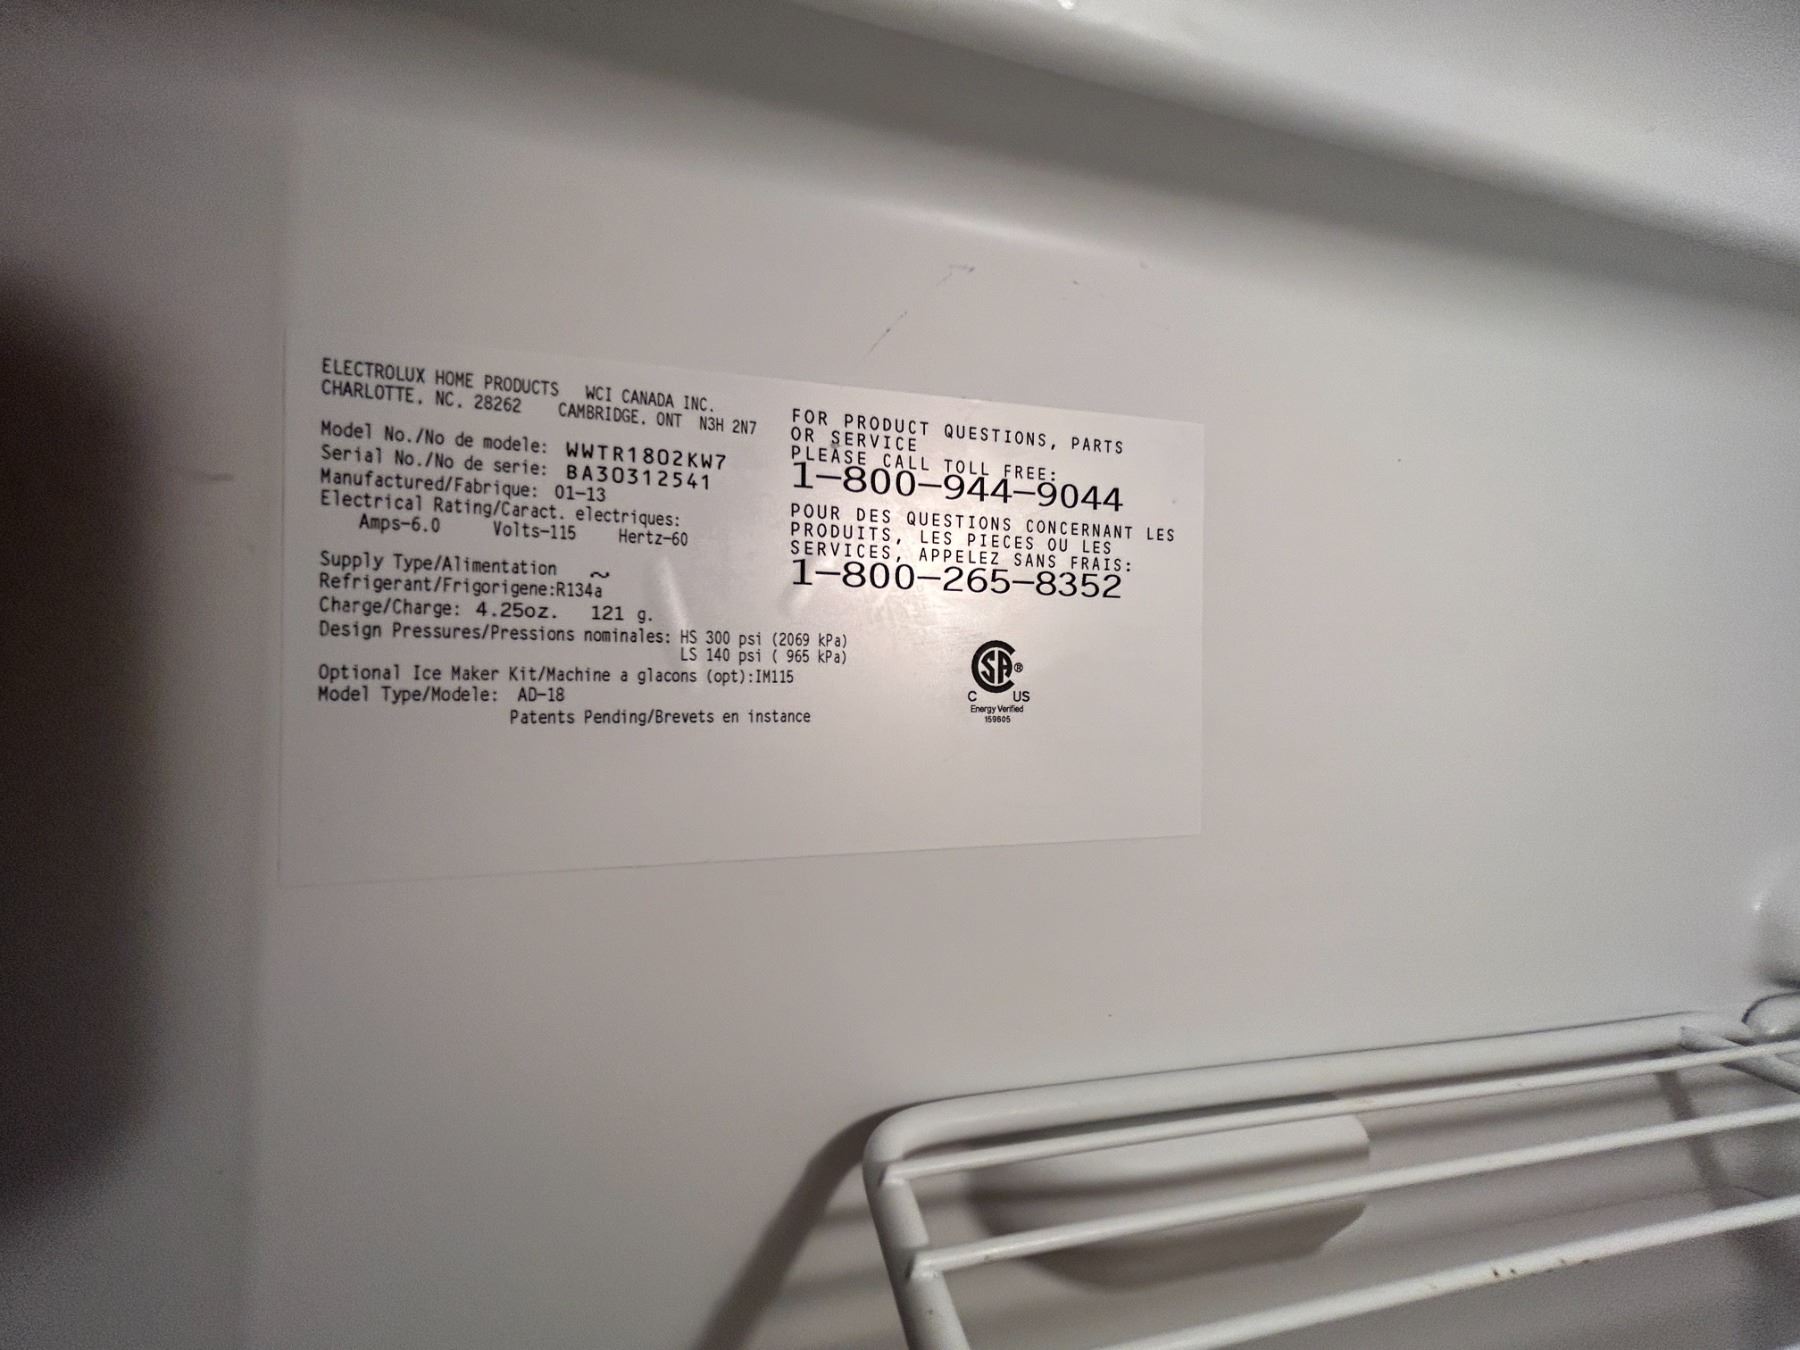 ELECTROLUX HOME PRODUCTS WCI CANADA INC.
CHARLOTTE, NC. 28262 CAMBRIDGE, ONT N3H 2N7
Model No./No de modele: WWTR1802KW7
Serial No./No de serie: BA30312541
Manufactured/Fabrique: 01-13
Electrical Rating/Caract. electriques:
Amps-6.0 Volts-115 Hertz-60
Supply Type/Alimentation ~
Refrigerant/Frigorigene:R134a
Charge/Charge: 4.25oz. 121 g.
Design Pressures/Pressions nominales: HS 300 psi (2069 kPa)
LS 140 psi ( 965 kPa)
Optional Ice Maker Kit/Machine a glacons (opt):IM115
Model Type/Modele: AD-18
Patents Pending/Brevets en instance
FOR PRODUCT QUESTIONS, PARTS
OR SERVICE
PLEASE CALL TOLL FREE:
1-800-944-9044
POUR DES QUESTIONS CONCERNANT LES
PRODUITS, LES PIECES OU LES
SERVICES, APPELEZ SANS FRAIS:
1-800-265-8352
CSA®
C US
Energy Verified
159605